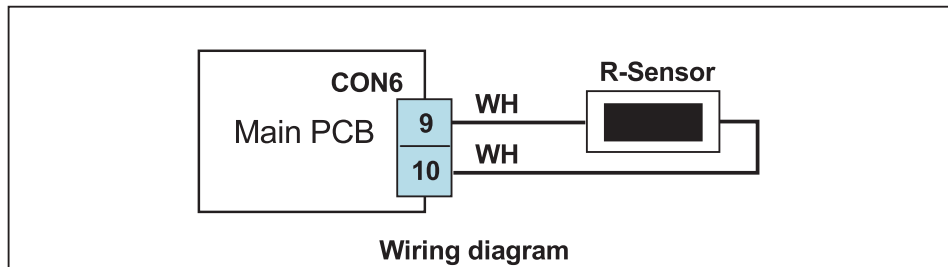 R-Sensor
CON6
WH
Main PCB
9
WH
10
Wiring diagram